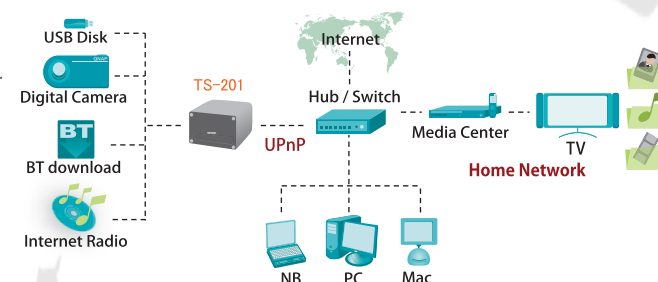 USB Disk
Internet
QNAP
TS-201
Digital Camera
Hub / Switch
BT
UPnP
Media Center
TV
BT download
Home Network
Internet Radio
NB
PC
Mac